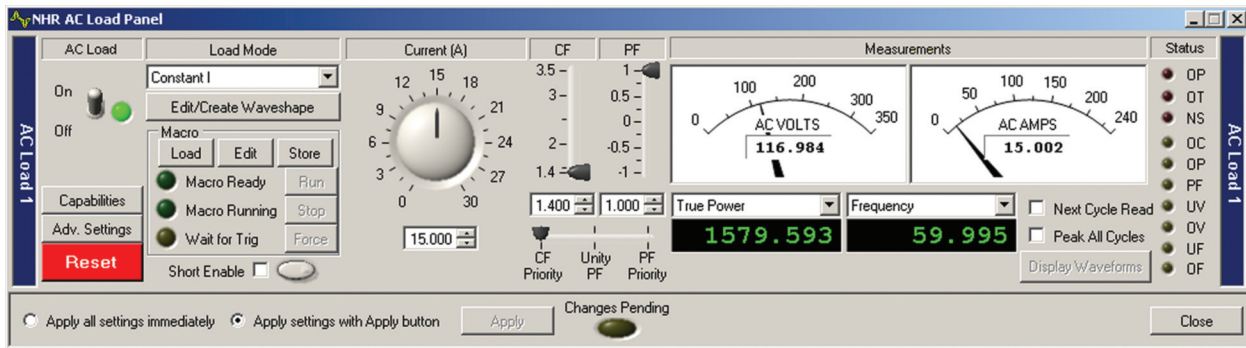 NHR AC Load Panel
AC Load 1
AC Load
On
Off
Capabilities
Adv. Settings
Reset
Load Mode
Constant I
Edit/Create Waveshape
Macro
Load Edit Store
Macro Ready Run
Macro Running Stop
Wait for Trig Force
Short Enable
Current (A)
0 3 6 9 12 15 18 21 24 27 30
15.000
CF
3.5
3
2
1.4
1.400
PF
1
0.5
0
-0.5
-1
1.000
CF Priority
Unity PF
PF Priority
Measurements
0 100 200 300 350
AC VOLTS
116.984
0 50 100 150 200 240
AC AMPS
15.002
True Power
1579.593
Frequency
59.995
Next Cycle Read
Peak All Cycles
Display Waveforms
Status
OP
OT
NS
OC
OP
PF
UV
OV
UF
OF
AC Load 1
Apply all settings immediately
Apply settings with Apply button
Apply
Changes Pending
Close